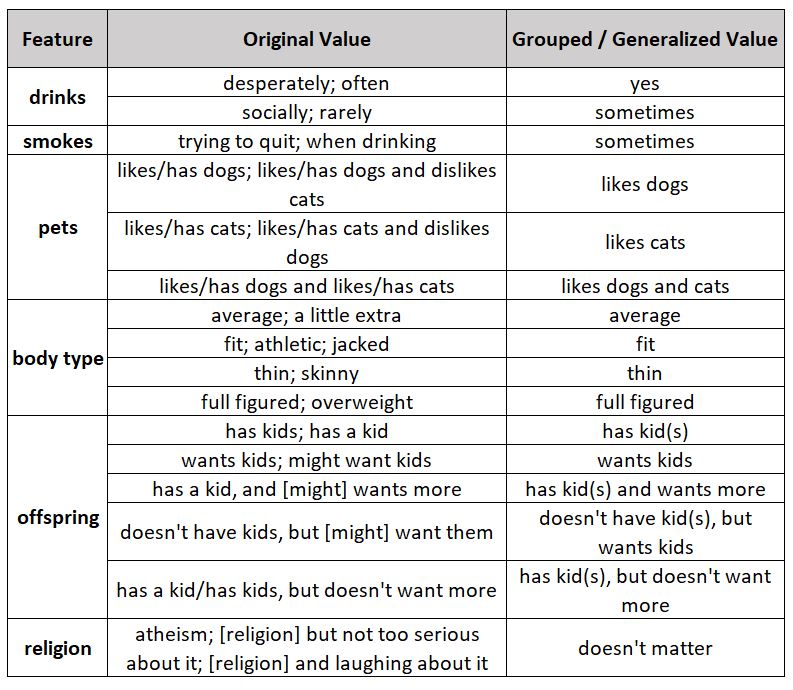 Feature Original Value Grouped / Generalized Value
drinks
desperately; often yes
socially; rarely sometimes
smokes trying to quit; when drinking sometimes
pets
likes/has dogs; likes/has dogs and dislikes
cats
likes dogs
likes/has cats; likes/has cats and dislikes
dogs
likes cats
likes/has dogs and likes/has cats likes dogs and cats
body type
average; a little extra average
fit; athletic; jacked fit
thin; skinny thin
full figured; overweight full figured
offspring
has kids; has a kid has kid(s)
wants kids; might want kids wants kids
has a kid, and [might] wants more has kid(s) and wants more
doesn't have kids, but [might] want them
doesn't have kid(s), but
wants kids
has a kid/has kids, but doesn't want more
has kid(s), but doesn't want
more
religion
atheism; [religion] but not too serious
about it; [religion] and laughing about it
doesn't matter